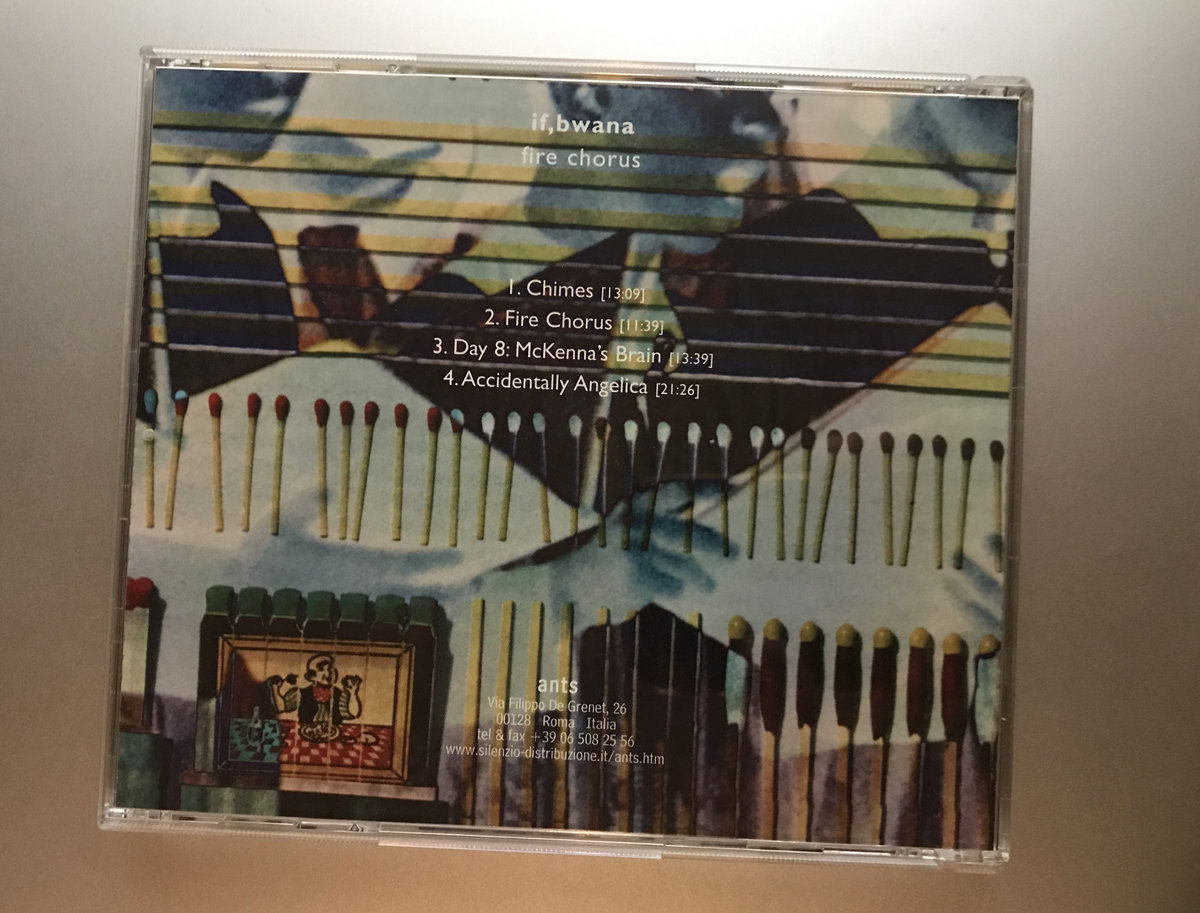 if,bwana
fire chorus
1. Chimes [13:09]
2. Fire Chorus [11:39]
3. Day 8: McKenna's Brain [13:39]
4. Accidentally Angelica [21:26]
ants
Via Filippo De Grenet, 26
00128 Roma Italia
tel & fax +39 06 508 25 56
www.silenzio-distribuzione.it/ants.htm